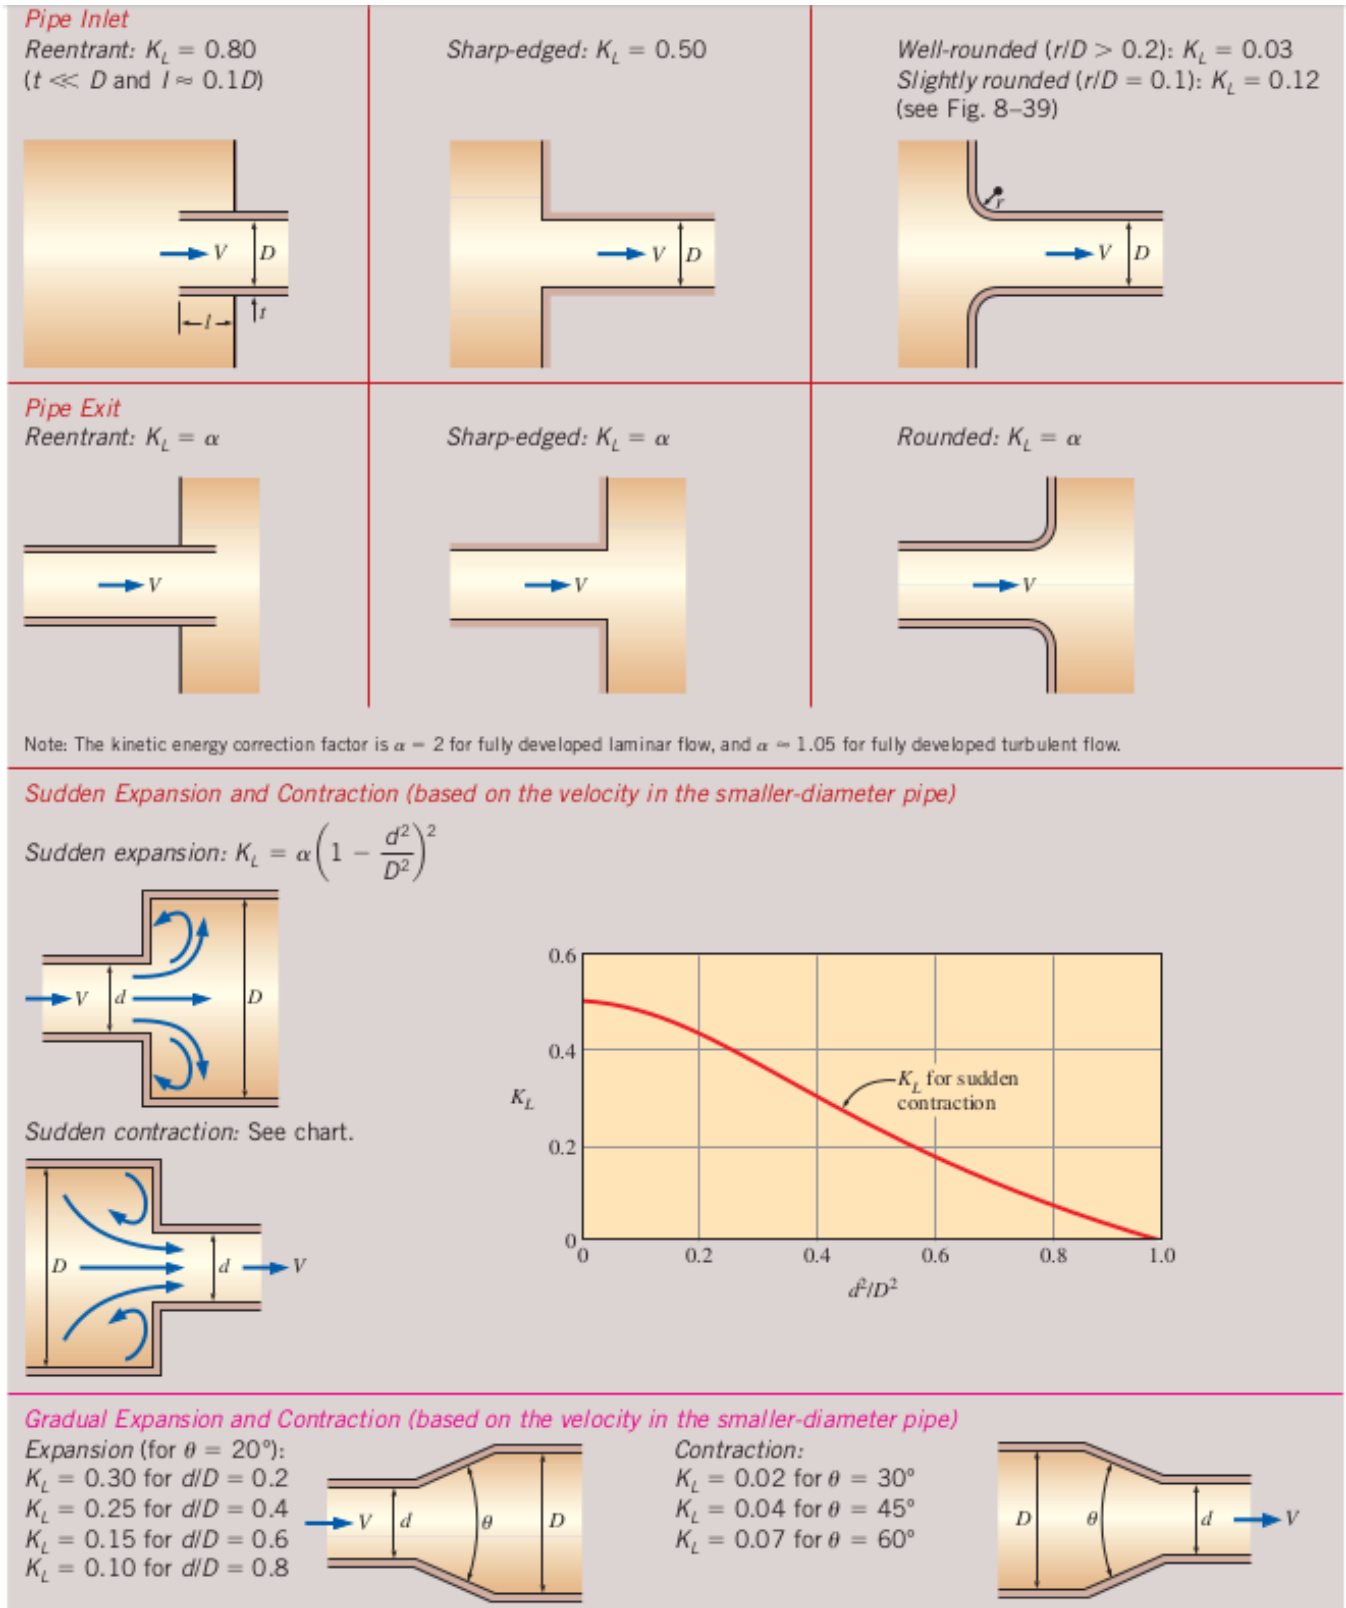 Pipe Inlet
Reentrant: K_L = 0.80
(t ≪ D and l ≈ 0.1D)
Sharp-edged: K_L = 0.50
Well-rounded (r/D > 0.2): K_L = 0.03
Slightly rounded (r/D = 0.1): K_L = 0.12
(see Fig. 8–39)
V
D
l
t
V
D
r
V
D
Pipe Exit
Reentrant: K_L = α
Sharp-edged: K_L = α
Rounded: K_L = α
V
V
V
Note: The kinetic energy correction factor is α = 2 for fully developed laminar flow, and α ≈ 1.05 for fully developed turbulent flow.
Sudden Expansion and Contraction (based on the velocity in the smaller-diameter pipe)
Sudden expansion: K_L = α(1 − d²/D²)²
V
d
D
Sudden contraction: See chart.
D
d
V
0.6
0.4
K_L
0.2
0
K_L for sudden
contraction
0 0.2 0.4 0.6 0.8 1.0
d²/D²
Gradual Expansion and Contraction (based on the velocity in the smaller-diameter pipe)
Expansion (for θ = 20°):
K_L = 0.30 for d/D = 0.2
K_L = 0.25 for d/D = 0.4
K_L = 0.15 for d/D = 0.6
K_L = 0.10 for d/D = 0.8
V
d
θ
D
Contraction:
K_L = 0.02 for θ = 30°
K_L = 0.04 for θ = 45°
K_L = 0.07 for θ = 60°
D
θ
d
V